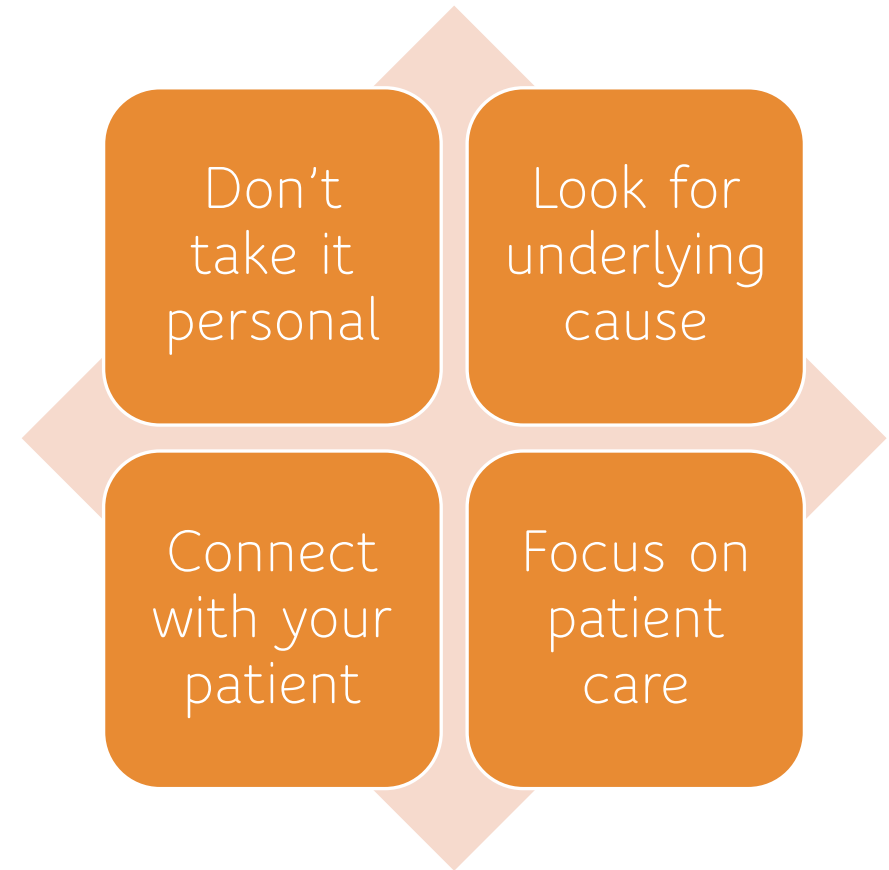 Don’t
take it
personal
Look for
underlying
cause
Connect
with your
patient
Focus on
patient
care